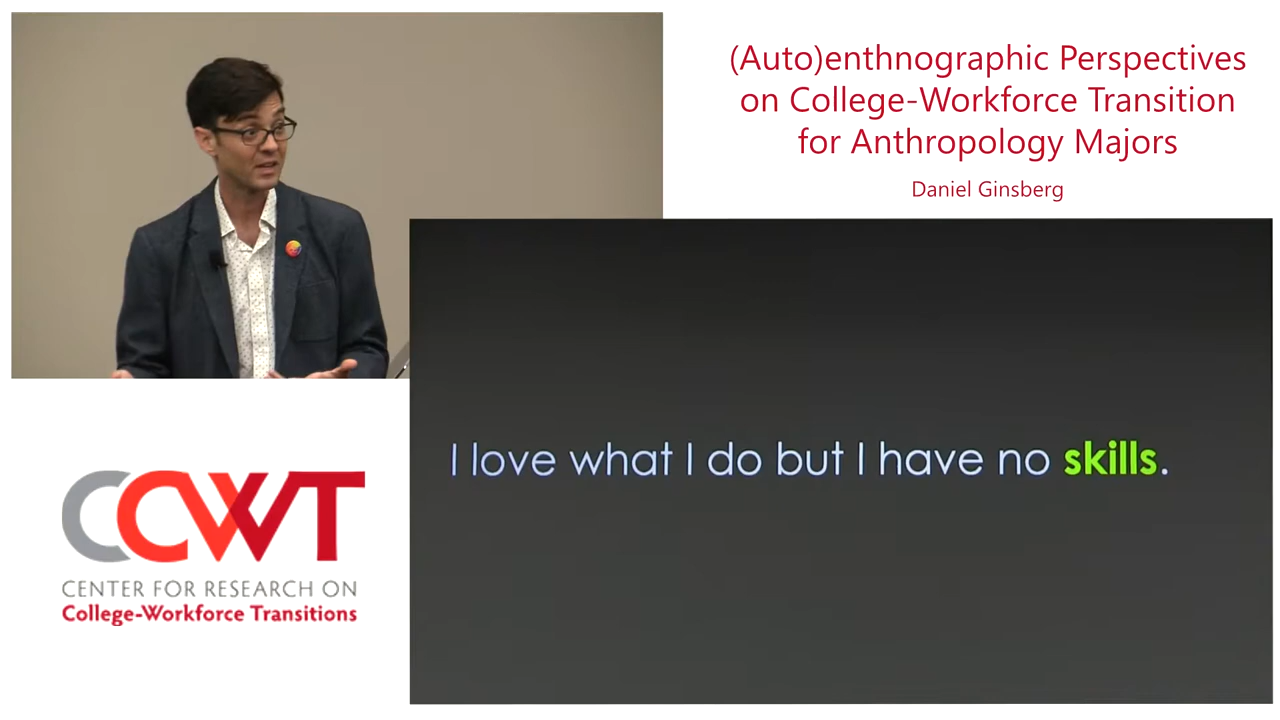 (Auto)enthnographic Perspectives
on College-Workforce Transition
for Anthropology Majors
Daniel Ginsberg
I love what I do but I have no skills.
CCWT
CENTER FOR RESEARCH ON
College-Workforce Transitions